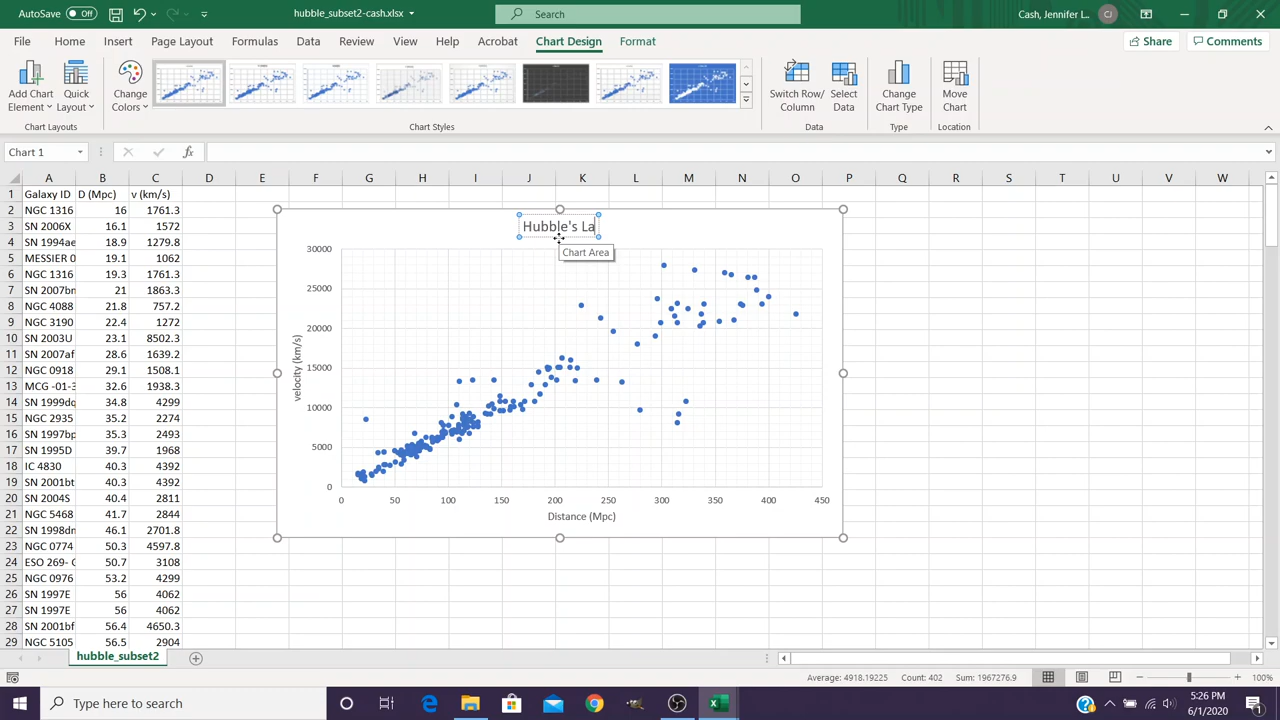 AutoSave Off hubble_subset2-cash.xlsx Search Cash, Jennifer L. CJ
File Home Insert Page Layout Formulas Data Review View Help Acrobat Chart Design Format Share Comments
Add Chart Element Quick Layout Change Colors Switch Row/ Column Select Data Change Chart Type Move Chart
Chart Layouts Chart Styles Data Type Location
Chart 1 fx
A B C D E F G H I J K L M N O P Q R S T U V W
1 Galaxy ID D (Mpc) v (km/s)
2 NGC 1316 16 1761.3
3 SN 2006X 16.1 1572
4 SN 1994ae 18.9 1279.8
5 MESSIER 0 19.1 1062
6 NGC 1316 19.3 1761.3
7 SN 2007bn 21 1863.3
8 NGC 4088 21.8 757.2
9 NGC 3190 22.4 1272
10 SN 2003U 23.1 8502.3
11 SN 2007af 28.6 1639.2
12 NGC 0918 29.1 1508.1
13 MCG -01-3 32.6 1938.3
14 SN 1999dq 34.8 4299
15 NGC 2935 35.2 2274
16 SN 1997bp 35.3 2493
17 SN 1995D 39.7 1968
18 IC 4830 40.3 4392
19 SN 2001bt 40.3 4392
20 SN 2004S 40.4 2811
21 NGC 5468 41.7 2844
22 SN 1998dn 46.1 2701.8
23 NGC 0774 50.3 4597.8
24 ESO 269- G 50.7 3108
25 NGC 0976 53.2 4299
26 SN 1997E 56 4062
27 SN 1997E 56 4062
28 SN 2001bf 56.4 4650.3
29 NGC 5105 56.5 2904
Hubble's La
Chart Area
30000
25000
20000
15000
10000
5000
0
velocity (km/s)
0 50 100 150 200 250 300 350 400 450
Distance (Mpc)
hubble_subset2
Average: 4918.19225 Count: 402 Sum: 1967276.9 100%
Type here to search
5:26 PM
6/1/2020